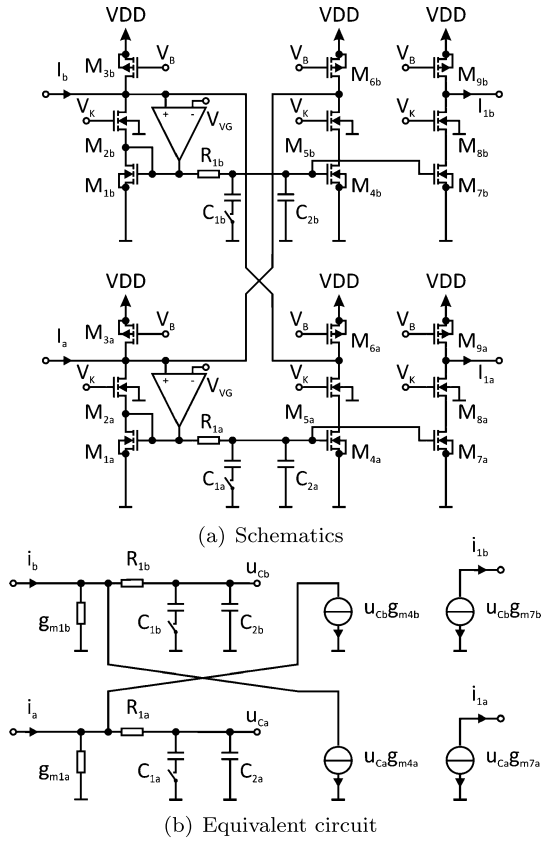 VDD VDD VDD
M3b VB VB M6b VB M9b
Ib I1b
VK + - VVG VK VK
M2b R1b M5b M8b
M1b C1b C2b M4b M7b
VDD VDD VDD
M3a VB VB M6a VB M9a
Ia I1a
VK + - VVG VK VK
M2a R1a M5a M8a
M1a C1a C2a M4a M7a
(a) Schematics
ib R1b uCb i1b
gm1b C1b C2b uCbgm4b uCbgm7b
ia R1a uCa i1a
gm1a C1a C2a uCagm4a uCagm7a
(b) Equivalent circuit